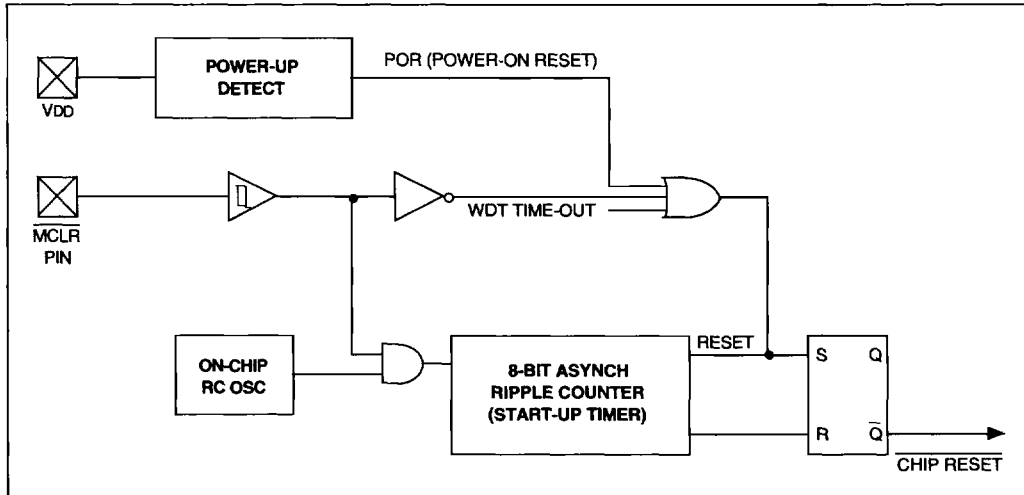 POWER-UP
DETECT
POR (POWER-ON RESET)
VDD
MCLR
PIN
WDT TIME-OUT
ON-CHIP
RC OSC
8-BIT ASYNCH
RIPPLE COUNTER
(START-UP TIMER)
RESET
S
Q
R
Q̅
CHIP RESET